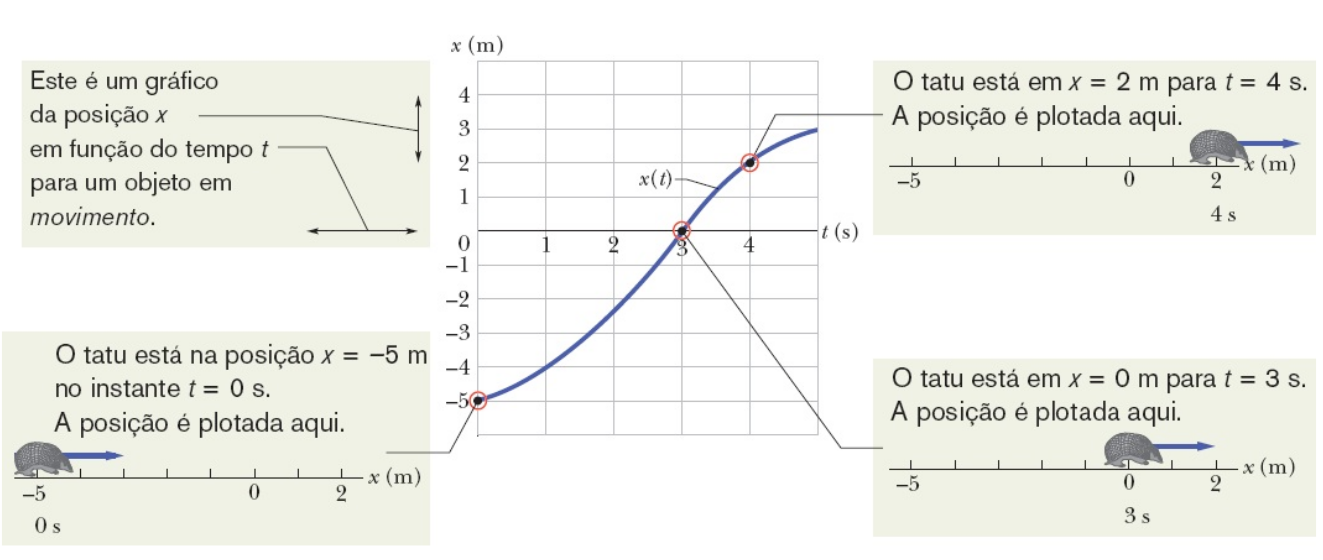 Este é um gráfico
da posição x
em função do tempo t
para um objeto em
movimento.
x (m)
4
3
2
1
0
−1
−2
−3
−4
−5
1
2
3
4
t (s)
x(t)
O tatu está em x = 2 m para t = 4 s.
A posição é plotada aqui.
−5
0
2
x (m)
4 s
O tatu está na posição x = −5 m
no instante t = 0 s.
A posição é plotada aqui.
−5
0
2
x (m)
0 s
O tatu está em x = 0 m para t = 3 s.
A posição é plotada aqui.
−5
0
2
x (m)
3 s